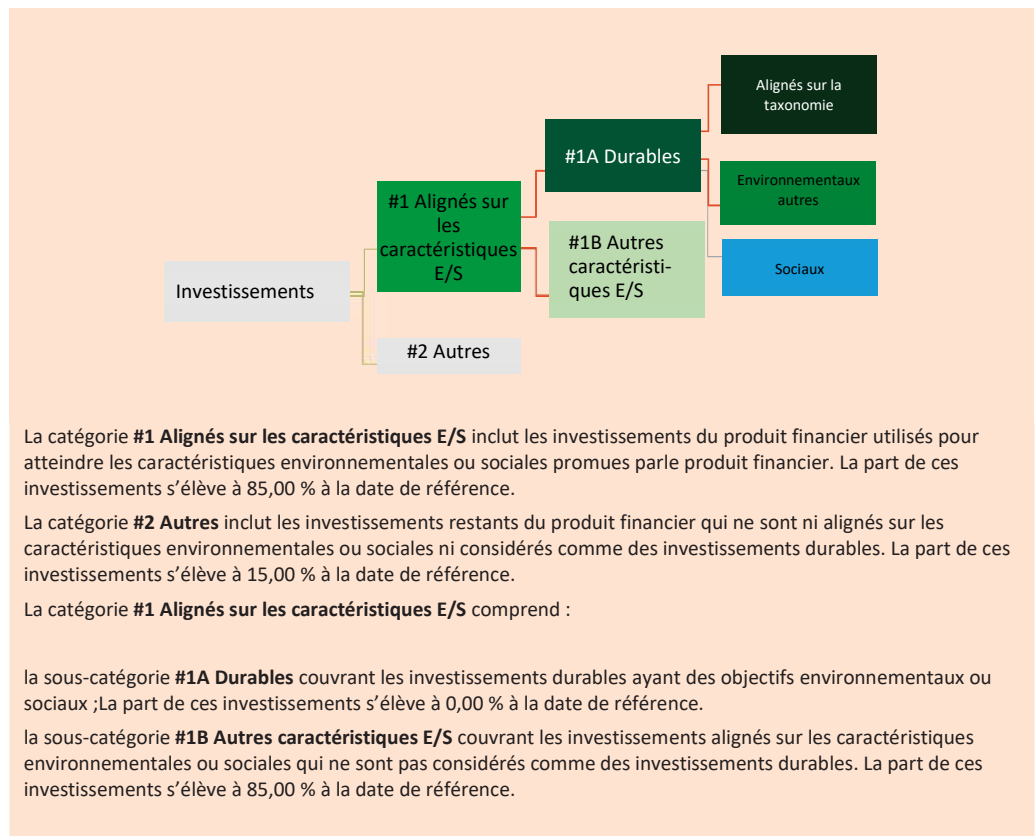 Alignés sur la
taxonomie
#1A Durables
Environnementaux
autres
#1 Alignés sur
les
caractéristiques
E/S
#1B Autres
caractéristi-
ques E/S
Sociaux
Investissements
#2 Autres
La catégorie #1 Alignés sur les caractéristiques E/S inclut les investissements du produit financier utilisés pour
atteindre les caractéristiques environnementales ou sociales promues parle produit financier. La part de ces
investissements s’élève à 85,00 % à la date de référence.
La catégorie #2 Autres inclut les investissements restants du produit financier qui ne sont ni alignés sur les
caractéristiques environnementales ou sociales ni considérés comme des investissements durables. La part de ces
investissements s’élève à 15,00 % à la date de référence.
La catégorie #1 Alignés sur les caractéristiques E/S comprend :
la sous-catégorie #1A Durables couvrant les investissements durables ayant des objectifs environnementaux ou
sociaux ;La part de ces investissements s’élève à 0,00 % à la date de référence.
la sous-catégorie #1B Autres caractéristiques E/S couvrant les investissements alignés sur les caractéristiques
environnementales ou sociales qui ne sont pas considérés comme des investissements durables. La part de ces
investissements s’élève à 85,00 % à la date de référence.